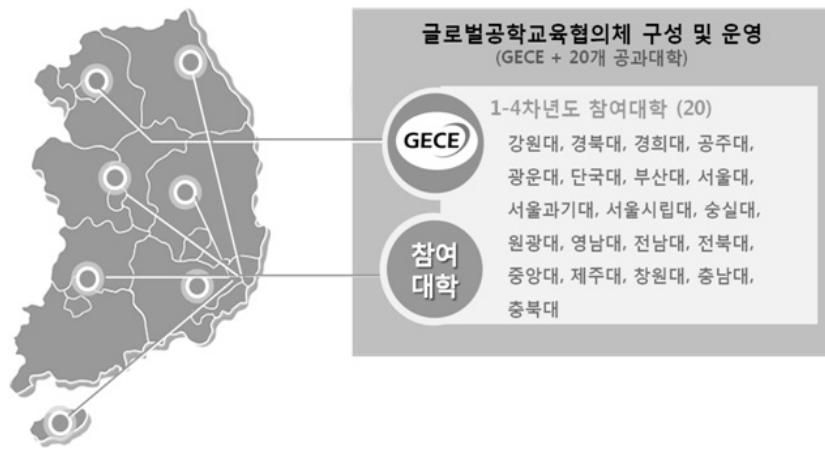 글로벌공학교육협의체 구성 및 운영
(GECE + 20개 공과대학)
GECE
1-4차년도 참여대학 (20)
강원대, 경북대, 경희대, 공주대,
광운대, 단국대, 부산대, 서울대,
서울과기대, 서울시립대, 숭실대,
원광대, 영남대, 전남대, 전북대,
중앙대, 제주대, 창원대, 충남대,
충북대
참여
대학